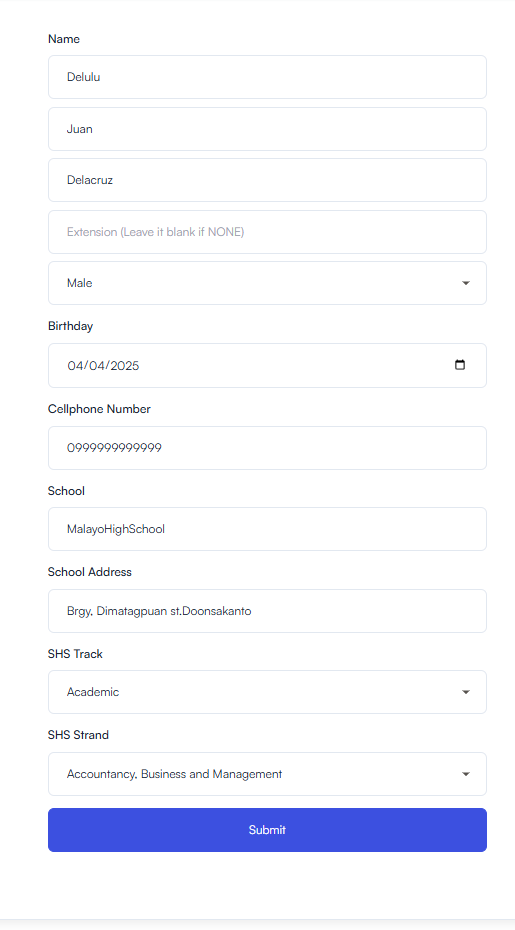 Name
Delulu
Juan
Delacruz
Extension (Leave it blank if NONE)
Male
Birthday
04/04/2025
Cellphone Number
0999999999999
School
MalayoHighSchool
School Address
Brgy, Dimatagpuan st.Doonsakanto
SHS Track
Academic
SHS Strand
Accountancy, Business and Management
Submit